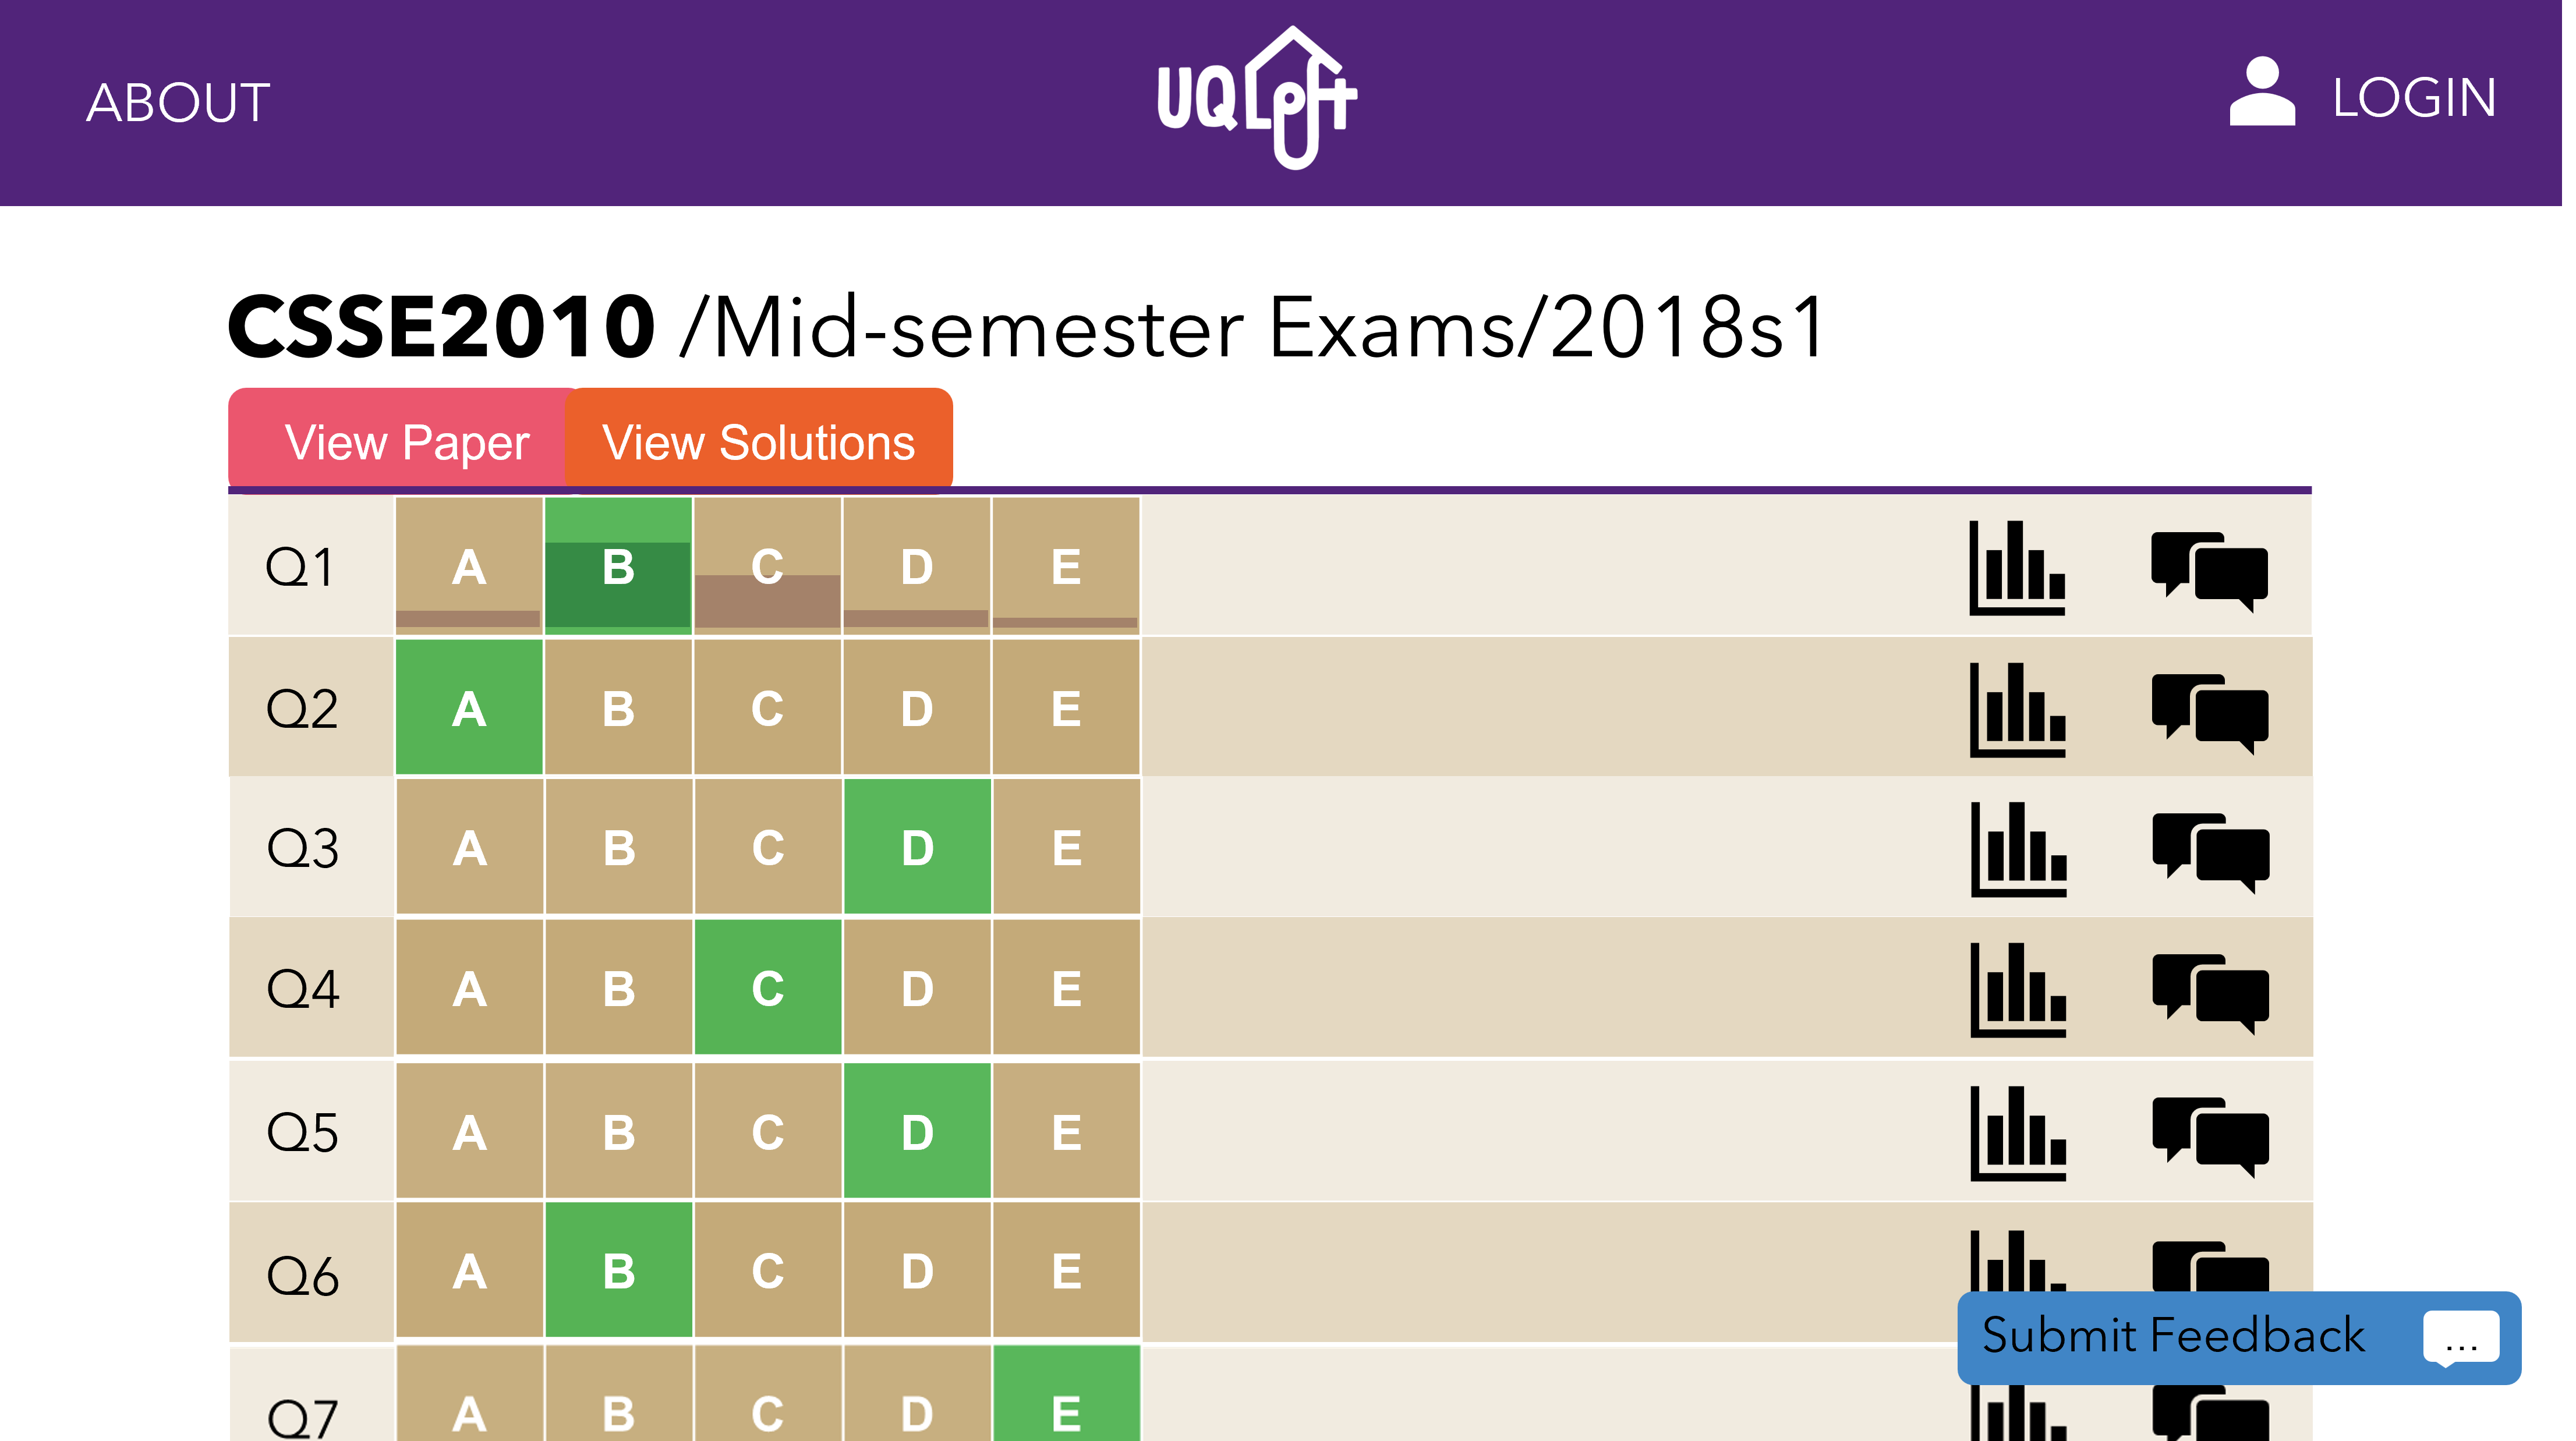 ABOUT
UQLoft
LOGIN
CSSE2010 /Mid-semester Exams/2018s1
View Paper View Solutions
Q1 A B C D E
Q2 A B C D E
Q3 A B C D E
Q4 A B C D E
Q5 A B C D E
Q6 A B C D E
Submit Feedback ...
Q7 A B C D E